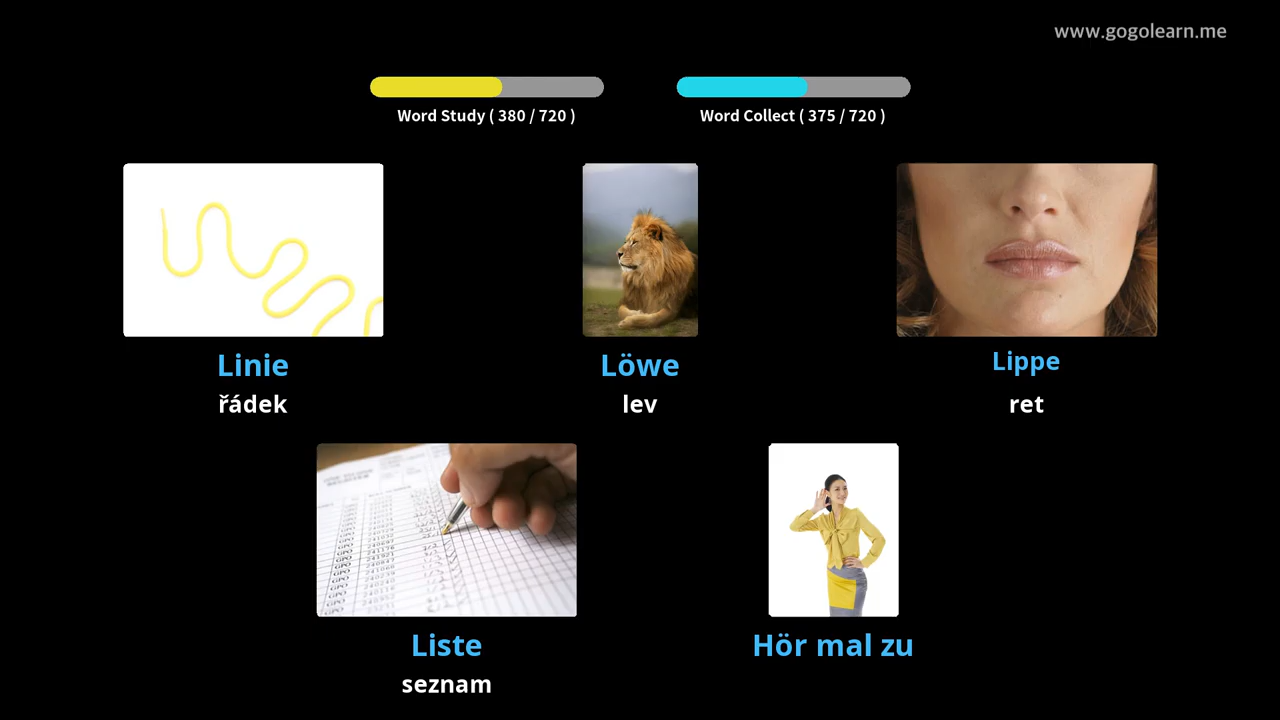 www.gogolearn.me
Word Study ( 380 / 720 )
Word Collect ( 375 / 720 )
Linie
Löwe
Lippe
řádek
lev
ret
GPO
Liste
Hör mal zu
seznam